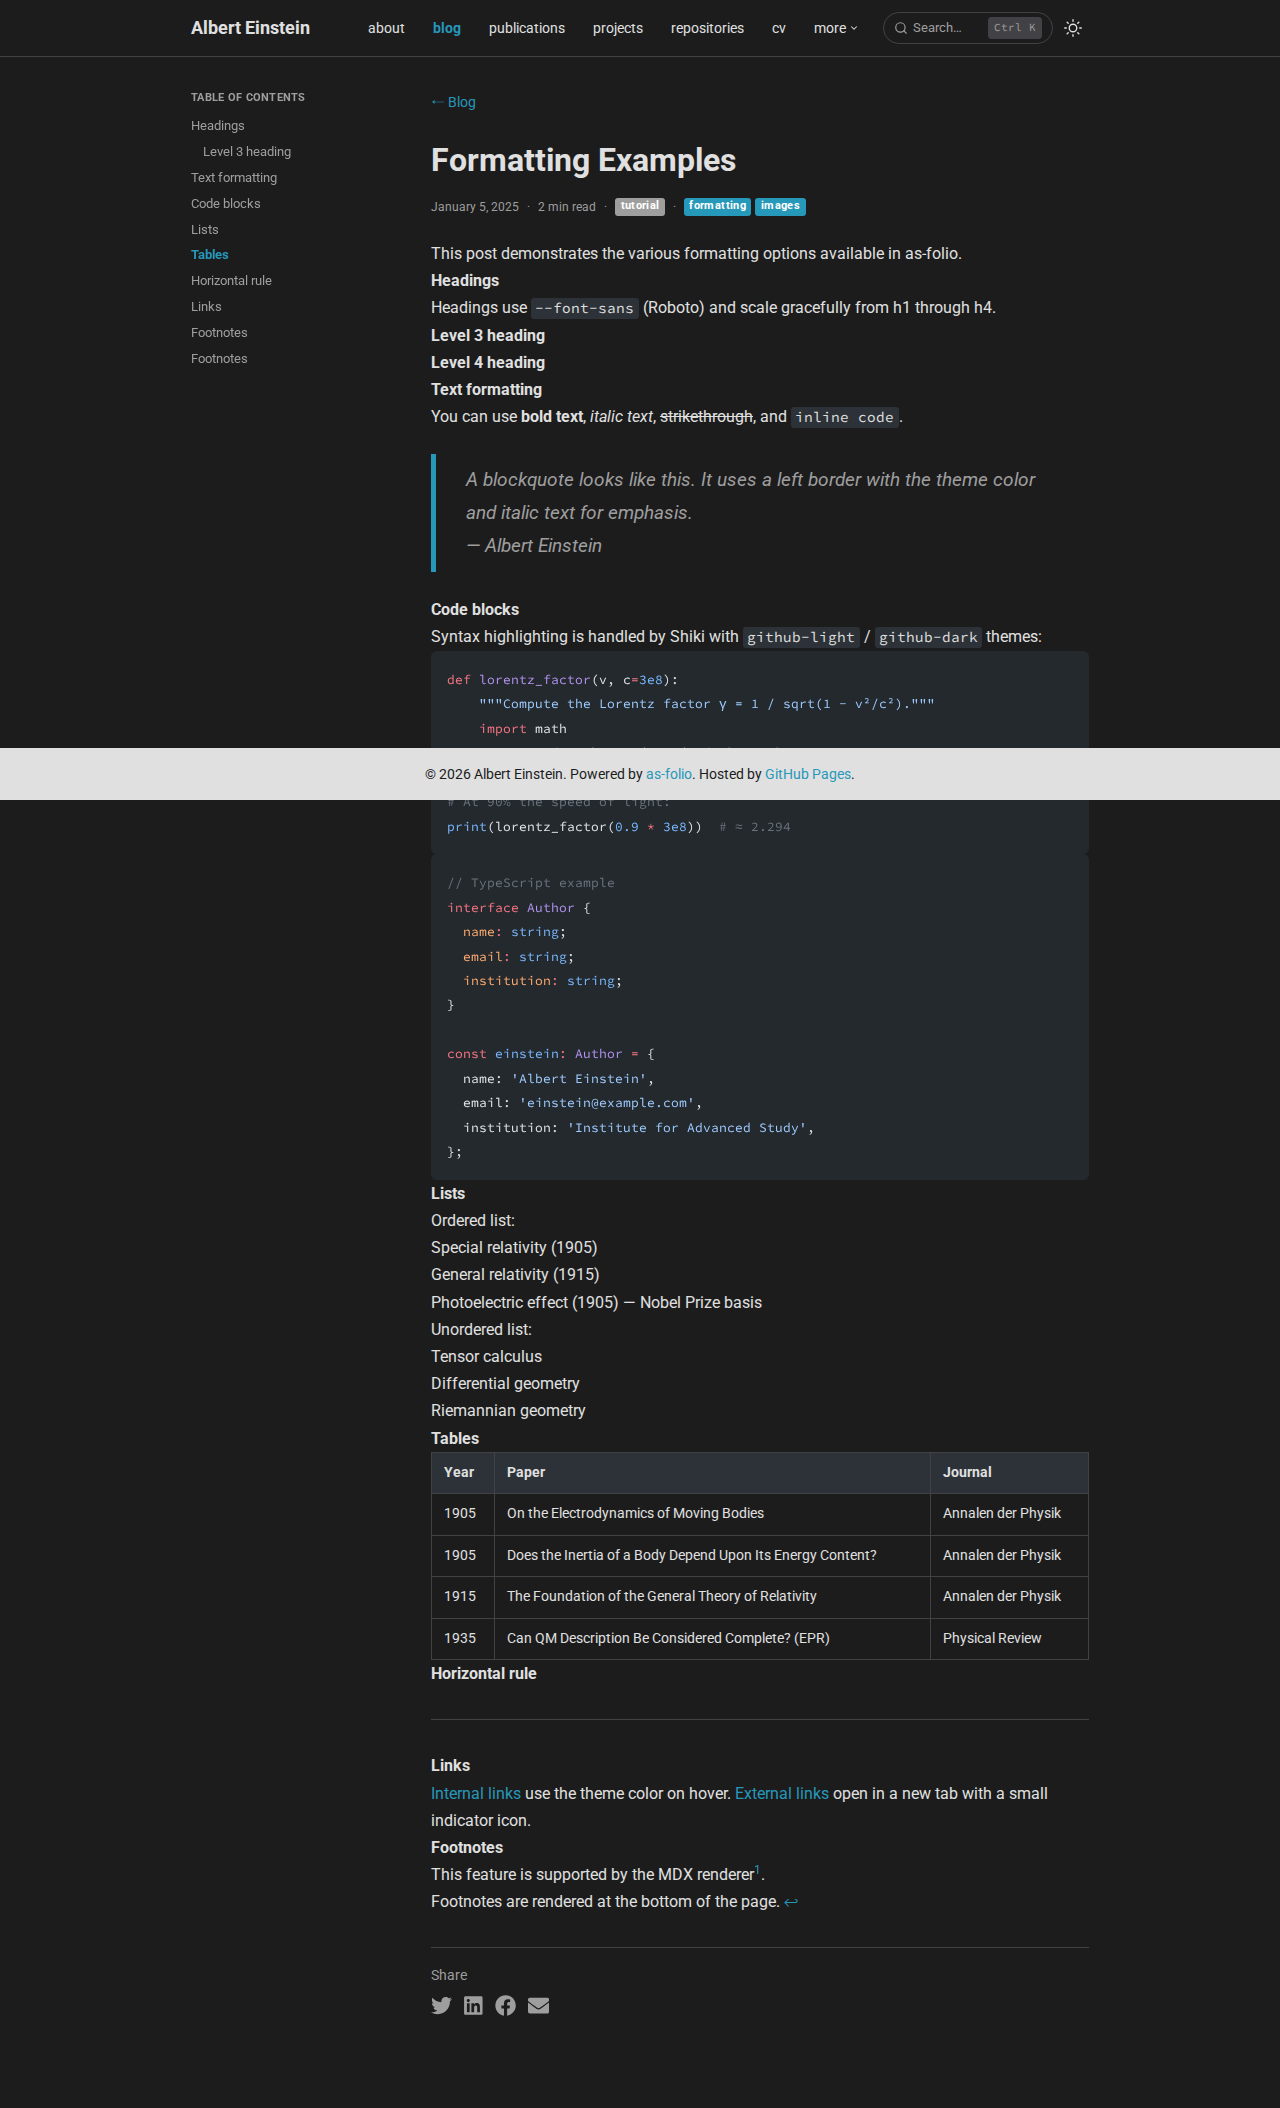 Albert Einstein
about
blog
publications
projects
repositories
cv
more
Search...
Ctrl K
TABLE OF CONTENTS
Headings
Level 3 heading
Text formatting
Code blocks
Lists
Tables
Horizontal rule
Links
Footnotes
Footnotes
← Blog
Formatting Examples
January 5, 2025 · 2 min read · tutorial · formatting images
This post demonstrates the various formatting options available in as-folio.
Headings
Headings use --font-sans (Roboto) and scale gracefully from h1 through h4.
Level 3 heading
Level 4 heading
Text formatting
You can use bold text, italic text, strikethrough, and inline code.
A blockquote looks like this. It uses a left border with the theme color
and italic text for emphasis.
— Albert Einstein
Code blocks
Syntax highlighting is handled by Shiki with github-light / github-dark themes:
def lorentz_factor(v, c=3e8):
    """Compute the Lorentz factor γ = 1 / sqrt(1 - v²/c²)."""
    import math
© 2026 Albert Einstein. Powered by as-folio. Hosted by GitHub Pages.
# At 90% the speed of light:
print(lorentz_factor(0.9 * 3e8))  # ≈ 2.294
// TypeScript example
interface Author {
  name: string;
  email: string;
  institution: string;
}
const einstein: Author = {
  name: 'Albert Einstein',
  email: 'einstein@example.com',
  institution: 'Institute for Advanced Study',
};
Lists
Ordered list:
Special relativity (1905)
General relativity (1915)
Photoelectric effect (1905) — Nobel Prize basis
Unordered list:
Tensor calculus
Differential geometry
Riemannian geometry
Tables
Year Paper Journal
1905 On the Electrodynamics of Moving Bodies Annalen der Physik
1905 Does the Inertia of a Body Depend Upon Its Energy Content? Annalen der Physik
1915 The Foundation of the General Theory of Relativity Annalen der Physik
1935 Can QM Description Be Considered Complete? (EPR) Physical Review
Horizontal rule
Links
Internal links use the theme color on hover. External links open in a new tab with a small
indicator icon.
Footnotes
This feature is supported by the MDX renderer1.
Footnotes are rendered at the bottom of the page. ↩
Share